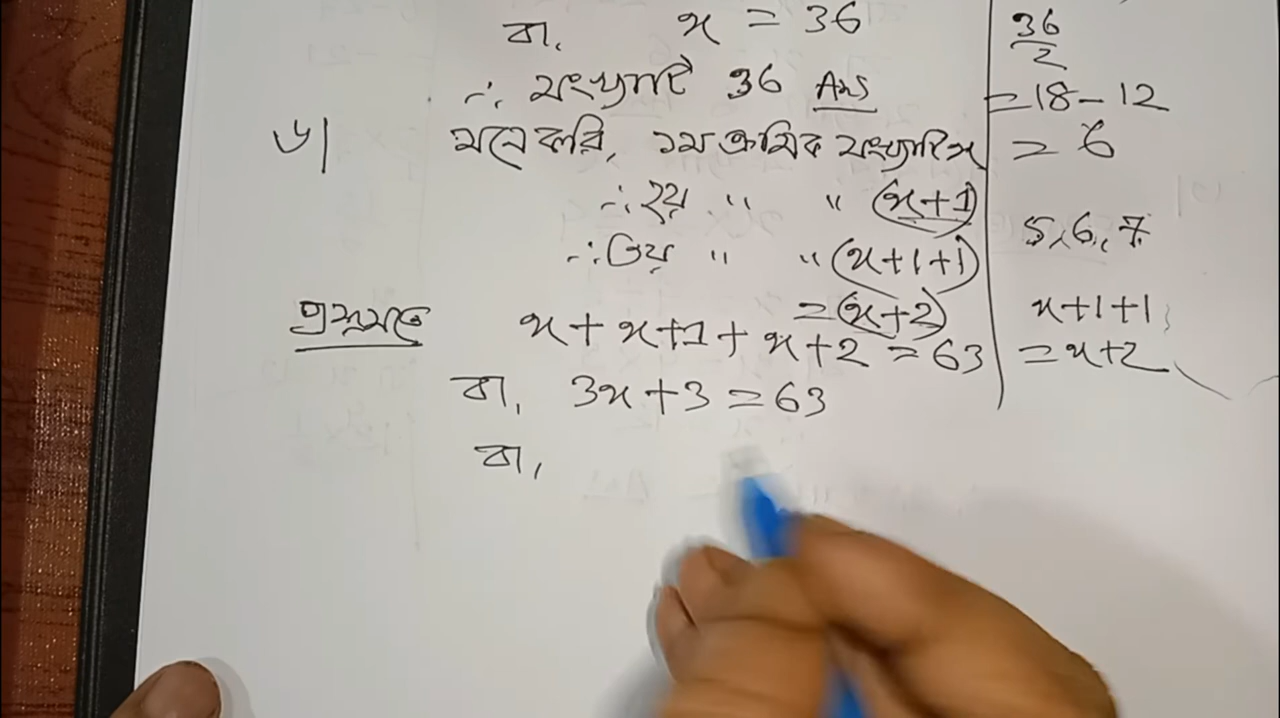 বা, x = 36
∴ সংখ্যাটি 36 Ans
৬| মনেকরি, ১ম ক্রমিক সংখ্যাটি x
∴ ২য় " " (x+1)
∴ ৩য় " " (x+1+1)
= (x+2)
প্রশ্নমতে x + x+1 + x+2 = 63
বা, 3x+3 = 63
বা,
36
2
= 18 - 12
= 6
5, 6, 7
x+1+1
= x+2